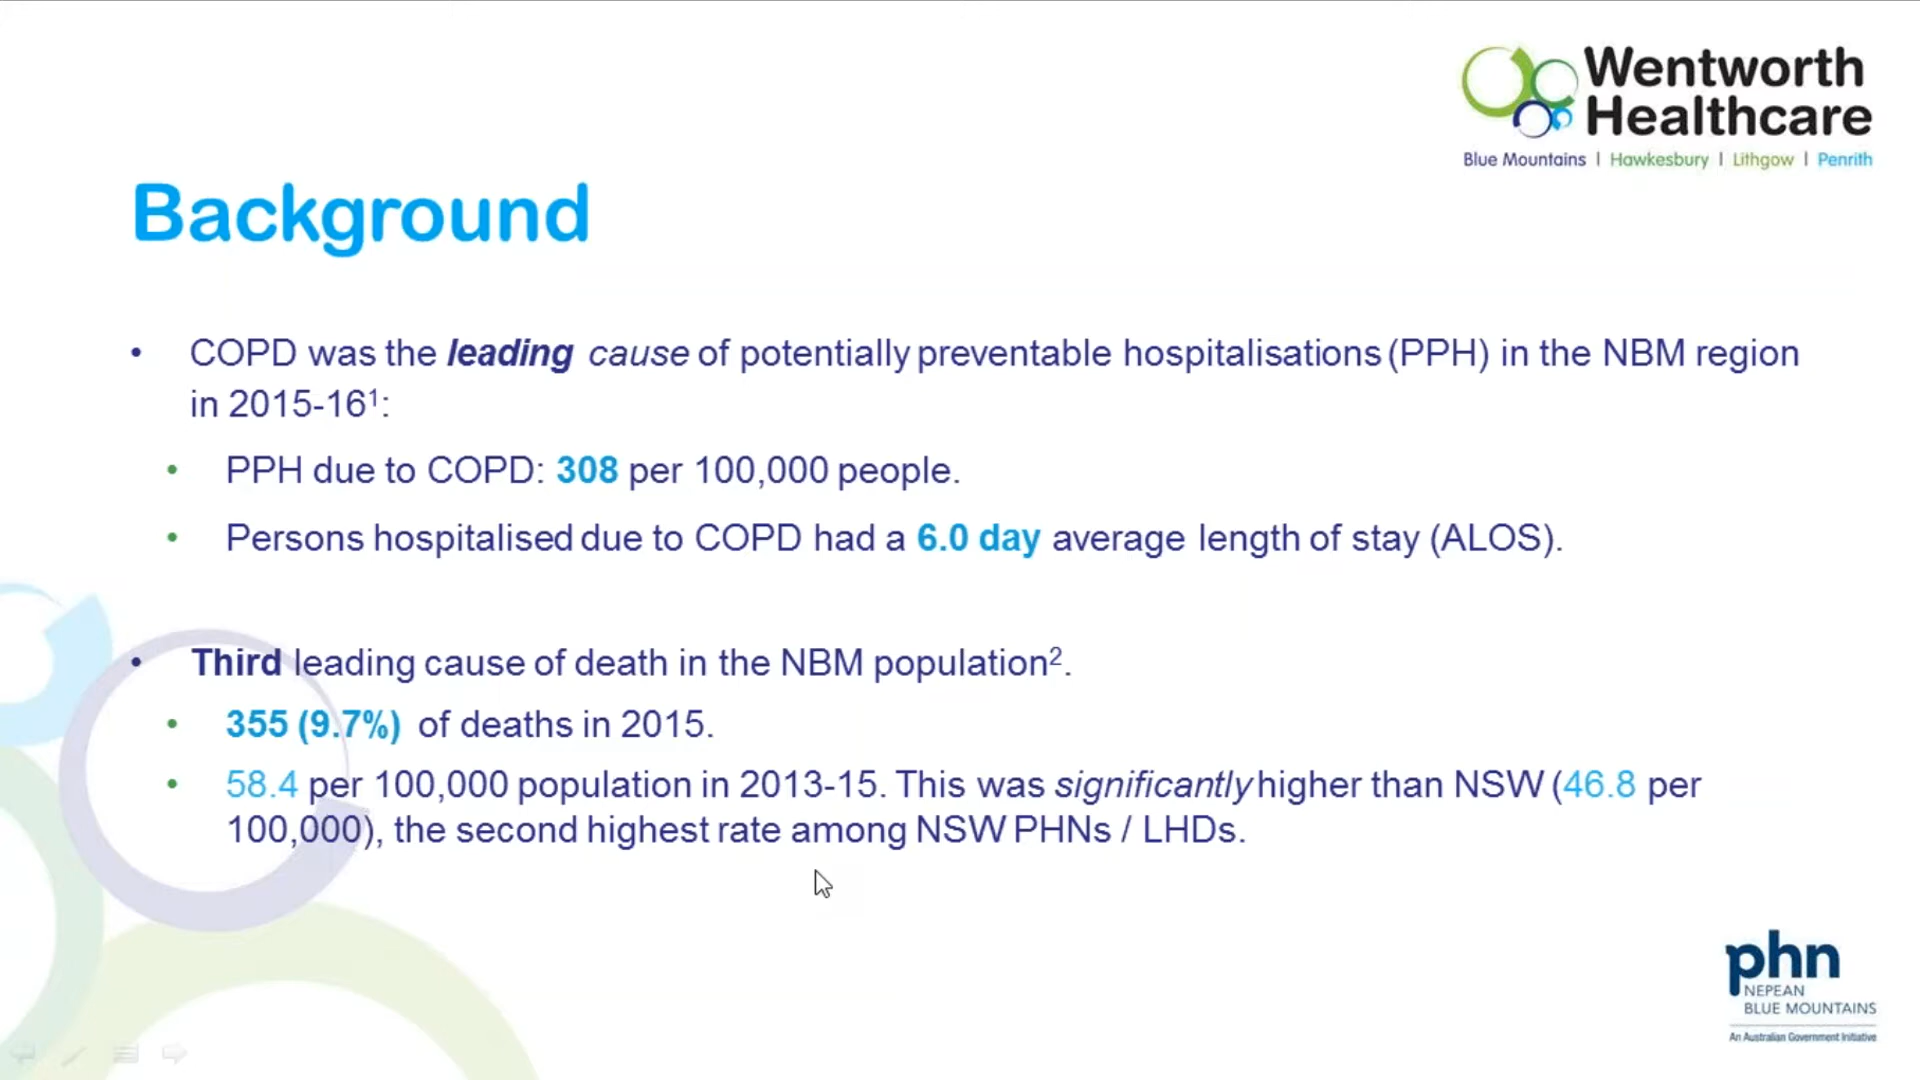 Wentworth
Healthcare
Blue Mountains | Hawkesbury | Lithgow | Penrith
Background
• COPD was the leading cause of potentially preventable hospitalisations (PPH) in the NBM region
in 2015-16¹:
• PPH due to COPD: 308 per 100,000 people.
• Persons hospitalised due to COPD had a 6.0 day average length of stay (ALOS).
• Third leading cause of death in the NBM population².
• 355 (9.7%) of deaths in 2015.
• 58.4 per 100,000 population in 2013-15. This was significantly higher than NSW (46.8 per
100,000), the second highest rate among NSW PHNs / LHDs.
phn
NEPEAN
BLUE MOUNTAINS
An Australian Government Initiative